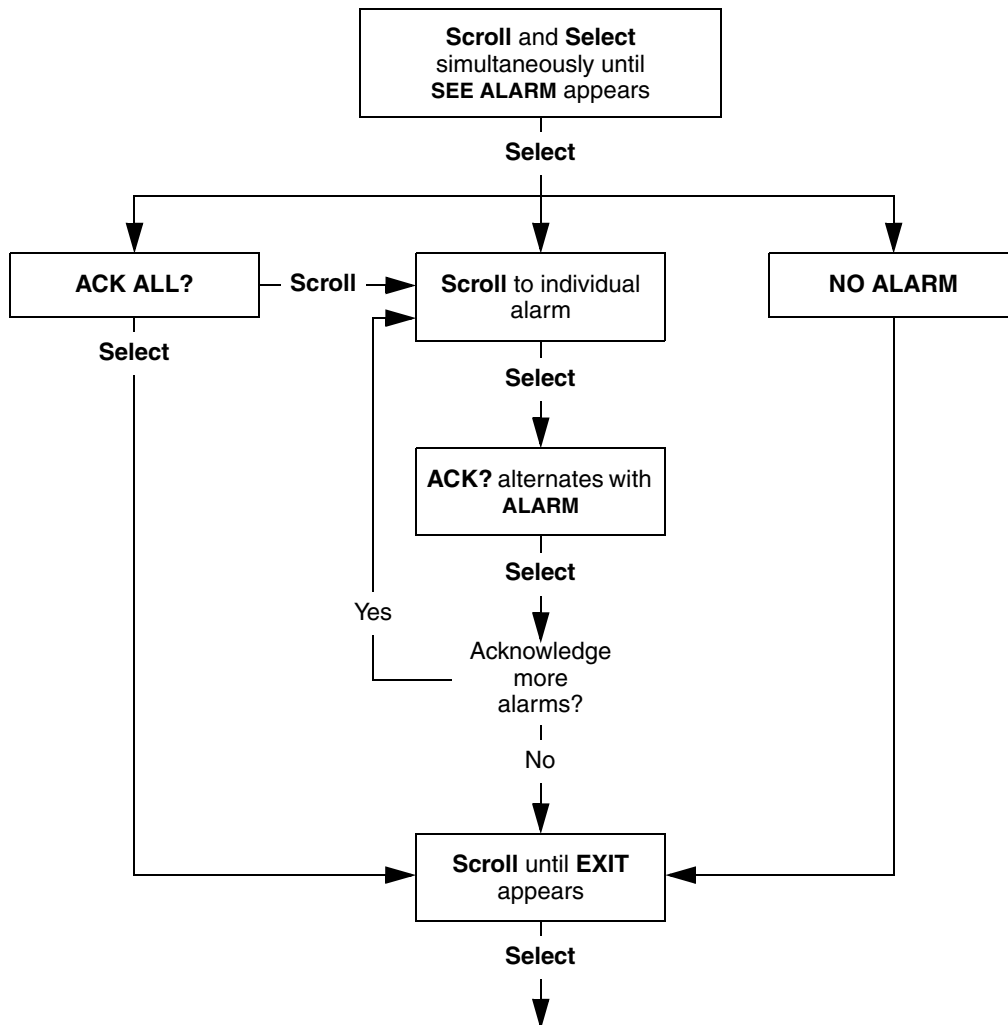 Scroll and Select
simultaneously until
SEE ALARM appears
Select
ACK ALL?
Scroll
Scroll to individual
alarm
NO ALARM
Select
Select
ACK? alternates with
ALARM
Select
Yes
Acknowledge
more
alarms?
No
Scroll until EXIT
appears
Select